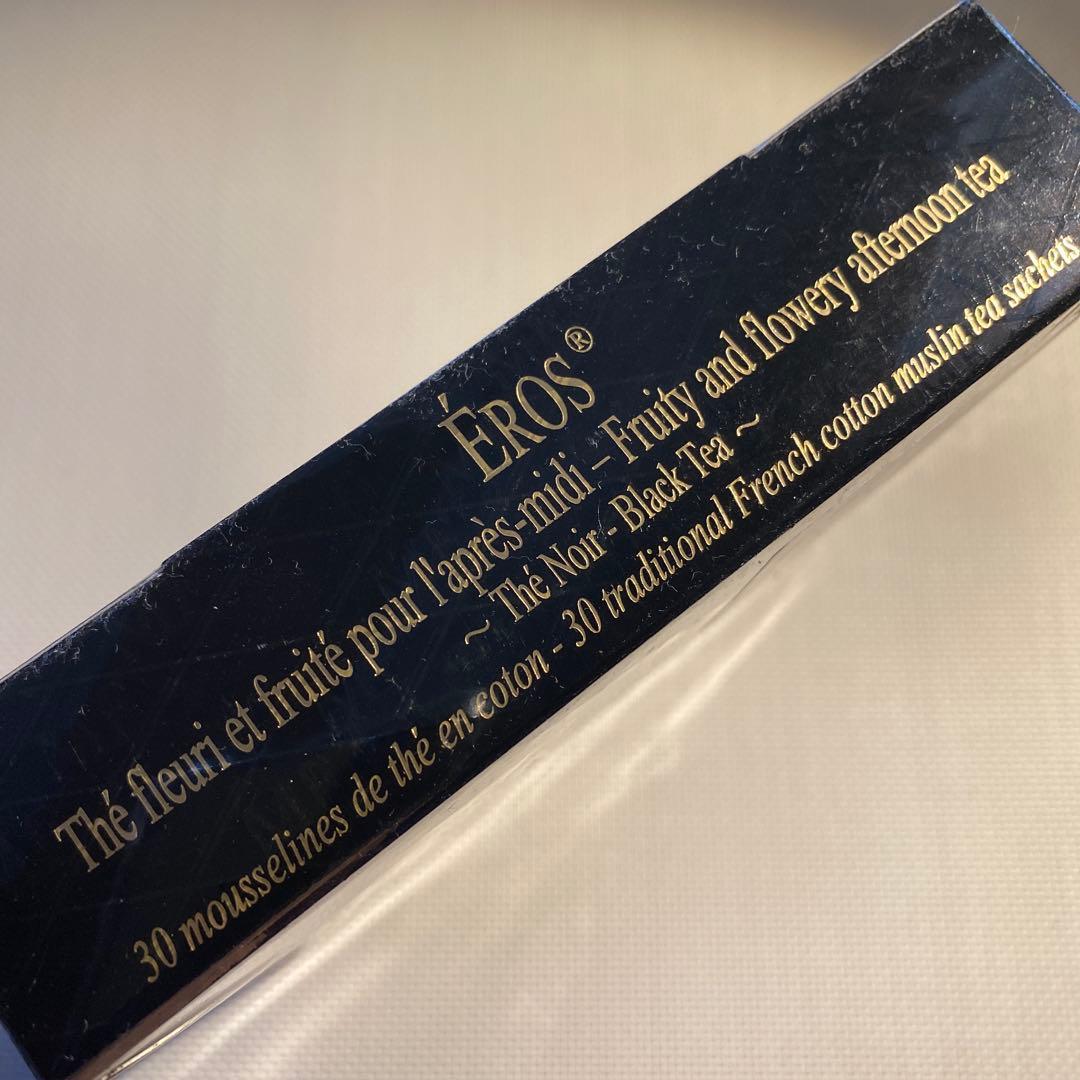 ÉROS®
Thé fleuri et fruité pour l'après-midi – Fruity and flowery afternoon tea
~ Thé Noir - Black Tea ~
30 mousselines de thé en coton - 30 traditional French cotton muslin tea sachets